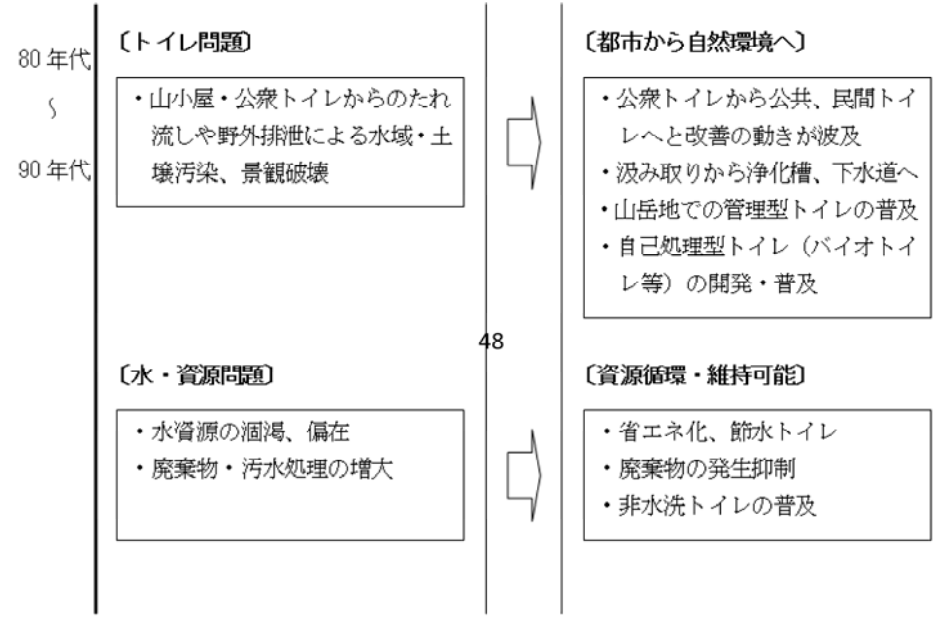 80年代
〜
90年代
〔トイレ問題〕
・山小屋・公衆トイレからのたれ
流しや野外排泄による水域・土
壌汚染、景観破壊
〔都市から自然環境へ〕
・公衆トイレから公共、民間トイ
レへと改善の動きが波及
・汲み取りから浄化槽、下水道へ
・山岳地での管理型トイレの普及
・自己処理型トイレ（バイオトイ
レ等）の開発・普及
48
〔水・資源問題〕
・水資源の涸渇、偏在
・廃棄物・汚水処理の増大
〔資源循環・維持可能〕
・省エネ化、節水トイレ
・廃棄物の発生抑制
・非水洗トイレの普及